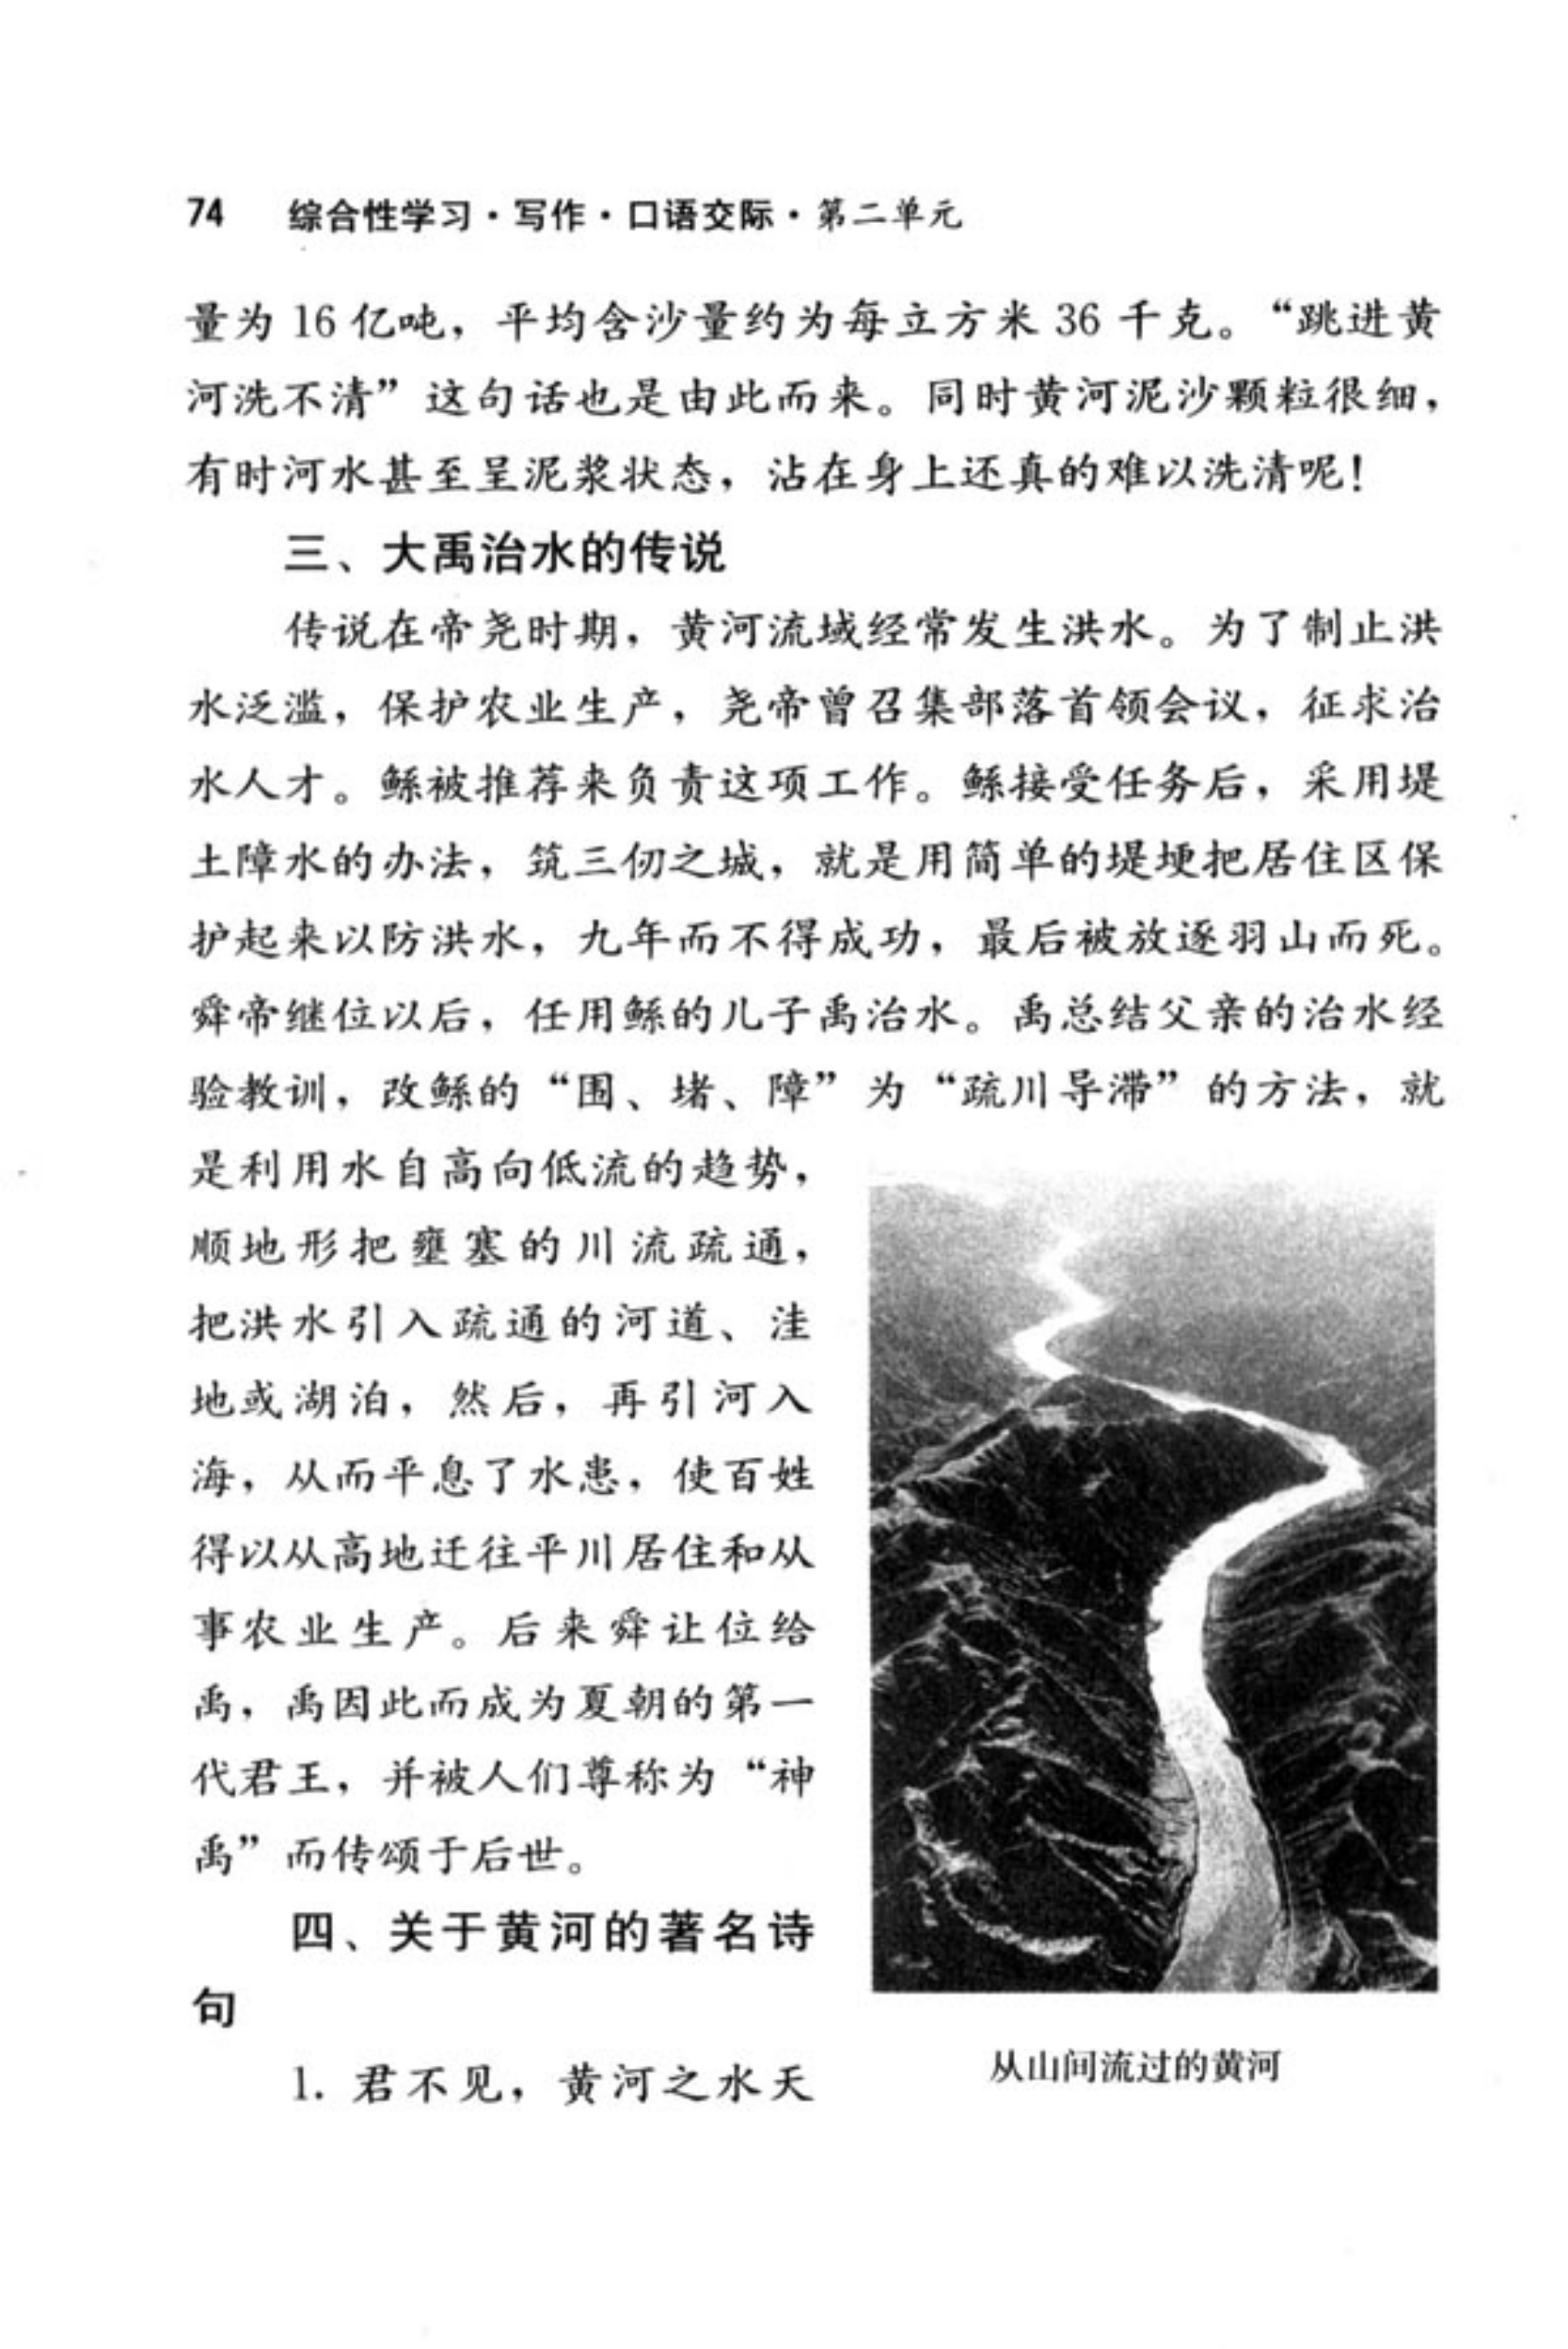 74 综合性学习·写作·口语交际·第二单元
量为 16 亿吨，平均含沙量约为每立方米 36 千克。“跳进黄
河洗不清”这句话也是由此而来。同时黄河泥沙颗粒很细，
有时河水甚至呈泥浆状态，沾在身上还真的难以洗清呢！
三、大禹治水的传说
传说在帝尧时期，黄河流域经常发生洪水。为了制止洪
水泛滥，保护农业生产，尧帝曾召集部落首领会议，征求治
水人才。鲧被推荐来负责这项工作。鲧接受任务后，采用堤
土障水的办法，筑三仞之城，就是用简单的堤埂把居住区保
护起来以防洪水，九年而不得成功，最后被放逐羽山而死。
舜帝继位以后，任用鲧的儿子禹治水。禹总结父亲的治水经
验教训，改鲧的“围、堵、障”为“疏川导滞”的方法，就
是利用水自高向低流的趋势，
顺地形把壅塞的川流疏通，
把洪水引入疏通的河道、洼
地或湖泊，然后，再引河入
海，从而平息了水患，使百姓
得以从高地迁往平川居住和从
事农业生产。后来舜让位给
禹，禹因此而成为夏朝的第一
代君王，并被人们尊称为“神
禹”而传颂于后世。
四、关于黄河的著名诗
句
1. 君不见，黄河之水天
从山间流过的黄河